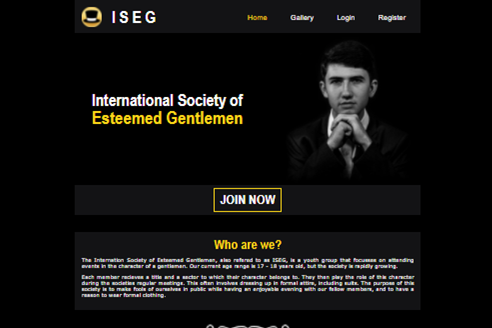 ISEG
Home Gallery Login Register
International Society of
Esteemed Gentlemen
JOIN NOW
Who are we?
The Internation Society of Esteemed Gentlemen, also refered to as ISEG, is a youth group that focusses on attending
events in the character of a gentlemen. Our current age range is 17 - 18 years old, but the society is rapidly growing.
Each member recieves a title and a sector to which their character belongs to. They then play the role of this character
during the societies regular meetings. This often involves dressing up in formal attire, including suits. The purpose of this
society is to make fools of ourselves in public while having an enjoyable evening with our fellow members, and to have a
reason to wear formal clothing.